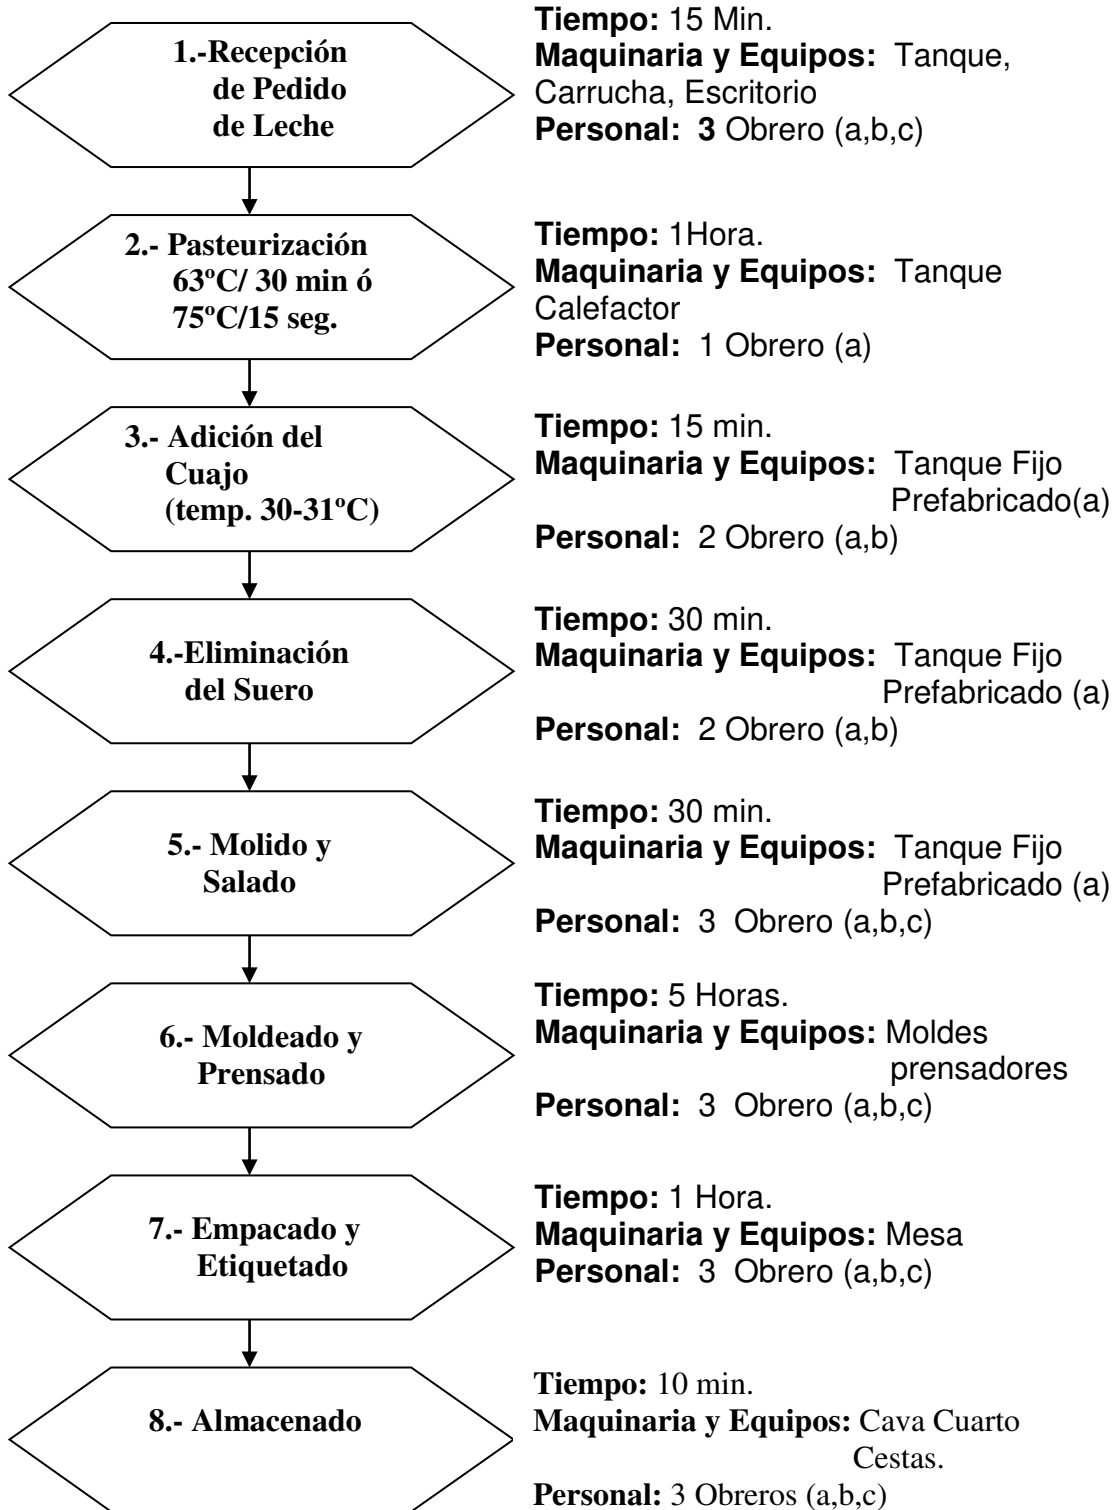 1.-Recepción
de Pedido
de Leche
Tiempo: 15 Min.
Maquinaria y Equipos: Tanque,
Carrucha, Escritorio
Personal: 3 Obrero (a,b,c)
2.- Pasteurización
63ºC/ 30 min ó
75ºC/15 seg.
Tiempo: 1Hora.
Maquinaria y Equipos: Tanque
Calefactor
Personal: 1 Obrero (a)
3.- Adición del
Cuajo
(temp. 30-31ºC)
Tiempo: 15 min.
Maquinaria y Equipos: Tanque Fijo
Prefabricado(a)
Personal: 2 Obrero (a,b)
4.-Eliminación
del Suero
Tiempo: 30 min.
Maquinaria y Equipos: Tanque Fijo
Prefabricado (a)
Personal: 2 Obrero (a,b)
5.- Molido y
Salado
Tiempo: 30 min.
Maquinaria y Equipos: Tanque Fijo
Prefabricado (a)
Personal: 3 Obrero (a,b,c)
6.- Moldeado y
Prensado
Tiempo: 5 Horas.
Maquinaria y Equipos: Moldes
prensadores
Personal: 3 Obrero (a,b,c)
7.- Empacado y
Etiquetado
Tiempo: 1 Hora.
Maquinaria y Equipos: Mesa
Personal: 3 Obrero (a,b,c)
8.- Almacenado
Tiempo: 10 min.
Maquinaria y Equipos: Cava Cuarto
Cestas.
Personal: 3 Obreros (a,b,c)